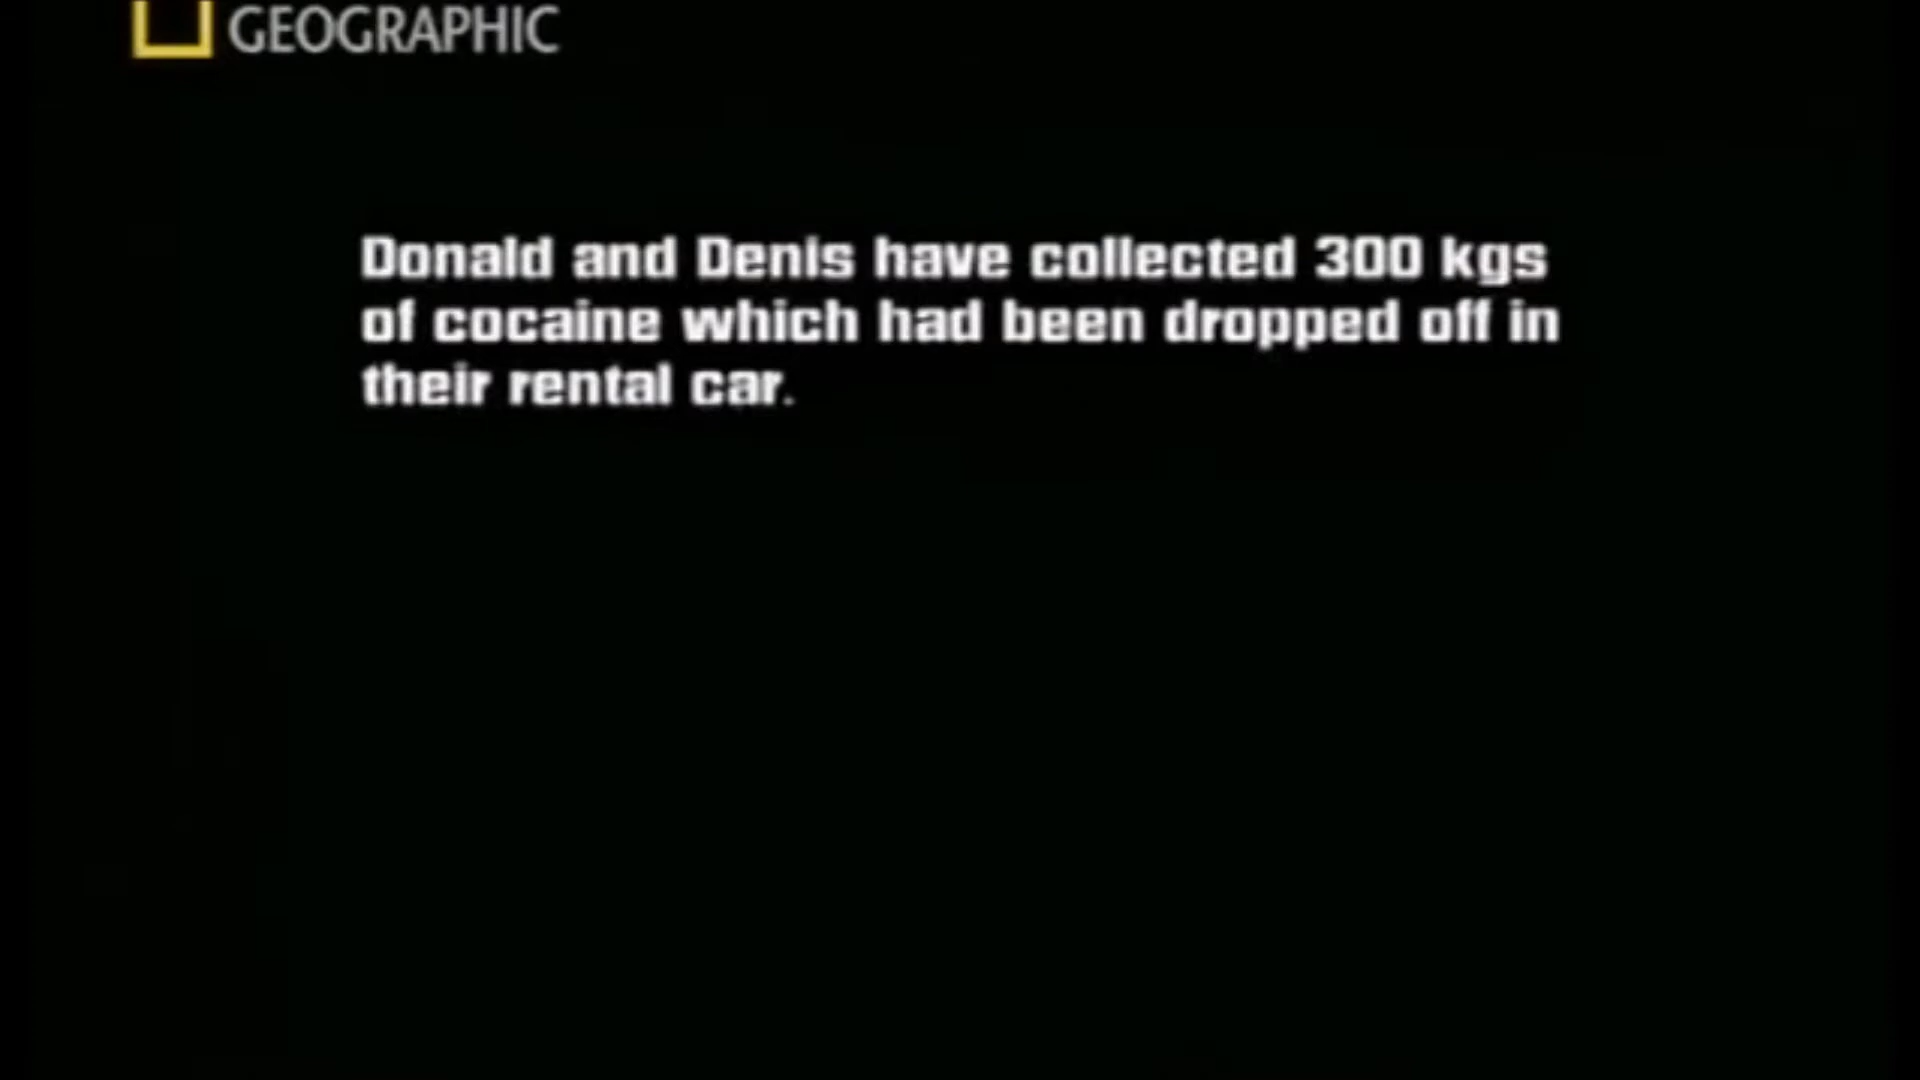 GEOGRAPHIC
Donald and Denis have collected 300 kgs
of cocaine which had been dropped off in
their rental car.